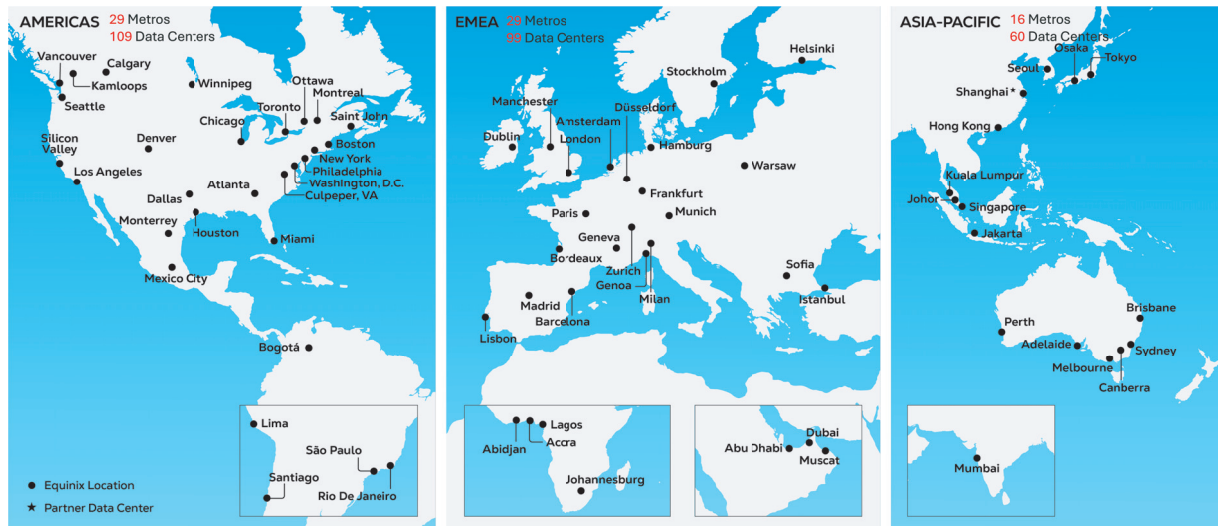 AMERICAS
29 Metros
109 Data Centers
Vancouver
Calgary
Kamloops
Seattle
Winnipeg
Ottawa
Montreal
Toronto
Saint John
Chicago
Silicon
Valley
Denver
Boston
New York
Philadelphia
Washington, D.C.
Culpeper, VA
Los Angeles
Atlanta
Dallas
Monterrey
Houston
Miami
Mexico City
Bogotá
Lima
São Paulo
Santiago
Rio De Janeiro
Equinix Location
Partner Data Center
EMEA
29 Metros
99 Data Centers
Helsinki
Stockholm
Manchester
Düsseldorf
Amsterdam
Dublin
London
Hamburg
Warsaw
Frankfurt
Paris
Munich
Geneva
Bordeaux
Zurich
Genoa
Milan
Sofia
Istanbul
Madrid
Barcelona
Lisbon
Lagos
Accra
Abidjan
Johannesburg
Dubai
Abu Dhabi
Muscat
ASIA-PACIFIC
16 Metros
60 Data Centers
Osaka
Tokyo
Seoul
Shanghai*
Hong Kong
Kuala Lumpur
Johor
Singapore
Jakarta
Brisbane
Perth
Adelaide
Sydney
Melbourne
Canberra
Mumbai